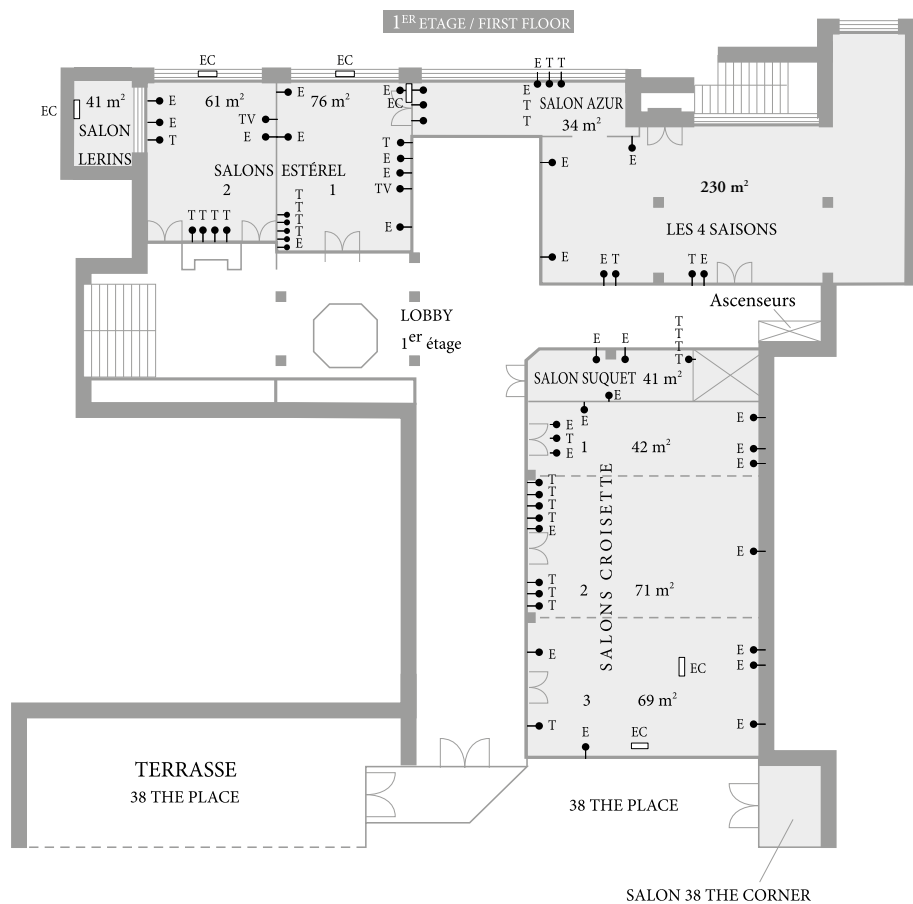 1ER ETAGE / FIRST FLOOR
EC
EC
E T T
41 m²
61 m²
76 m²
E
E
E
E
EC
EC
T
T
SALON AZUR
34 m²
SALON
LERINS
E
T
TV
E
T
E
E
TV
E
E
E
SALONS ESTÉREL
2
1
230 m²
LES 4 SAISONS
T T T T
T
T
T
T
E
E
E T
T E
Ascenseurs
LOBBY
1er étage
E
E
T
T
T
T
SALON SUQUET 41 m²
E
E
E
T
E
1
42 m²
E
E
E
T
T
T
T
E
SALONS CROISETTE
E
T
T
T
2
71 m²
E
E
E
EC
3
69 m²
T
E
EC
E
TERRASSE
38 THE PLACE
38 THE PLACE
SALON 38 THE CORNER